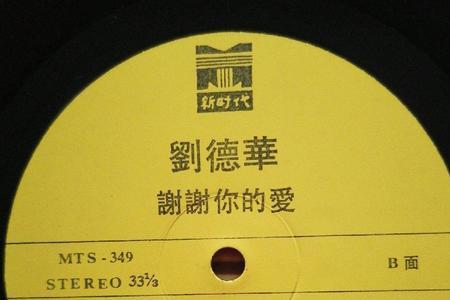 新时代
劉德華
謝謝你的愛
MTS - 349
B 面
STEREO 33⅓